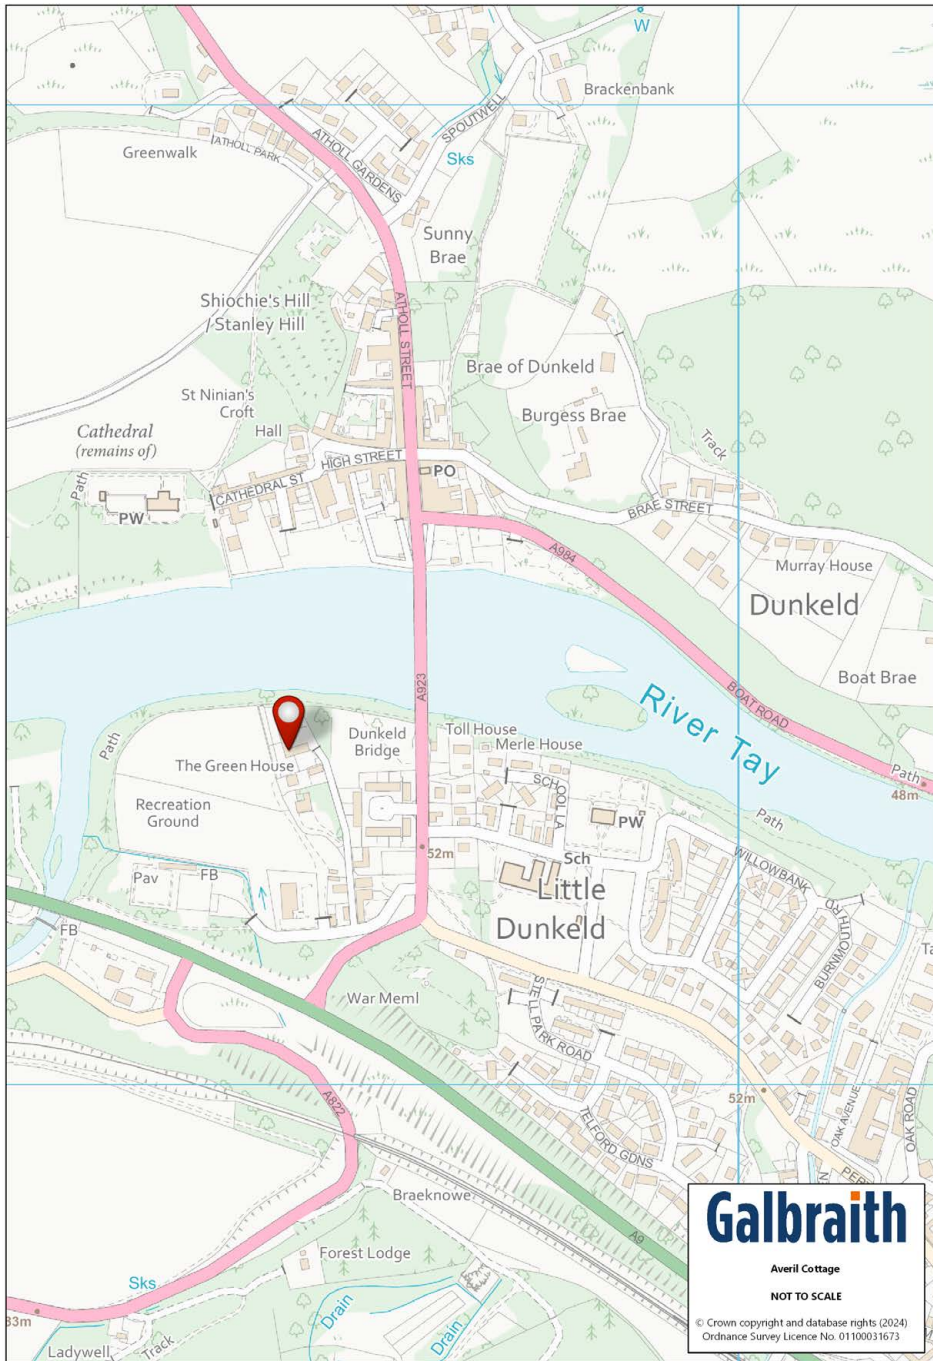 W
Brackenbank
SPOUTWELL
ATHOLL GARDENS
ATHOLL PARK
Greenwalk
Sks
Sunny
Brae
Shiochie's Hill
/Stanley Hill
ATHOLL STREET
Brae of Dunkeld
St Ninian's
Croft
Burgess Brae
Hall
Cathedral
(remains of)
Track
HIGH STREET
PO
CATHEDRAL ST
Path
PW
BRAE STREET
A984
Murray House
Dunkeld
Boat Brae
A923
BOAT ROAD
River Tay
Path
48m
Dunkeld
Bridge
Toll House
Merle House
Path
The Green House
SCHOOL LA
Recreation
Ground
PW
Path
52m
Sch
WILLOWBANK
Pav
FB
Little
Dunkeld
BURNMOUTH RD
FB
War Meml
STELL PARK ROAD
A822
52m
OAK AVENUE
OAK ROAD
TELFORD GDNS
Braeknowe
A9
Forest Lodge
Sks
Drain
Drain
33m
Track
Ladywell
Galbraith
Averil Cottage
NOT TO SCALE
© Crown copyright and database rights (2024)
Ordnance Survey Licence No. 01100031673